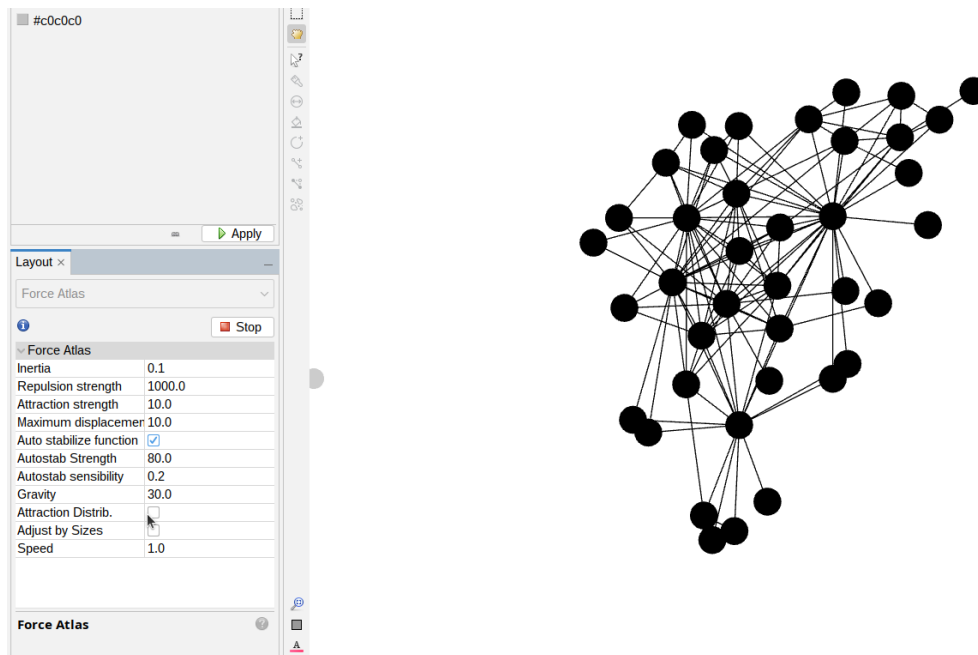 #c0c0c0
Apply
Layout ×
Force Atlas
Stop
Force Atlas
Inertia 0.1
Repulsion strength 1000.0
Attraction strength 10.0
Maximum displacemen 10.0
Auto stabilize function
Autostab Strength 80.0
Autostab sensibility 0.2
Gravity 30.0
Attraction Distrib.
Adjust by Sizes
Speed 1.0
Force Atlas ?
A